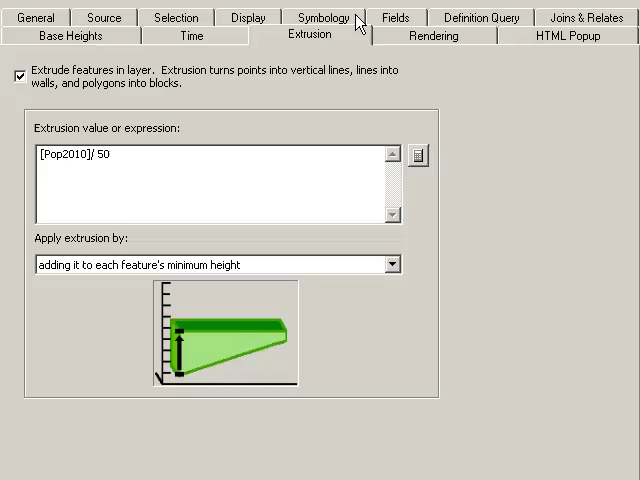 General Source Selection Display Symbology Fields Definition Query Joins & Relates
Base Heights Time Extrusion Rendering HTML Popup
Extrude features in layer. Extrusion turns points into vertical lines, lines into
walls, and polygons into blocks.
Extrusion value or expression:
[Pop2010]/ 50
Apply extrusion by:
adding it to each feature's minimum height